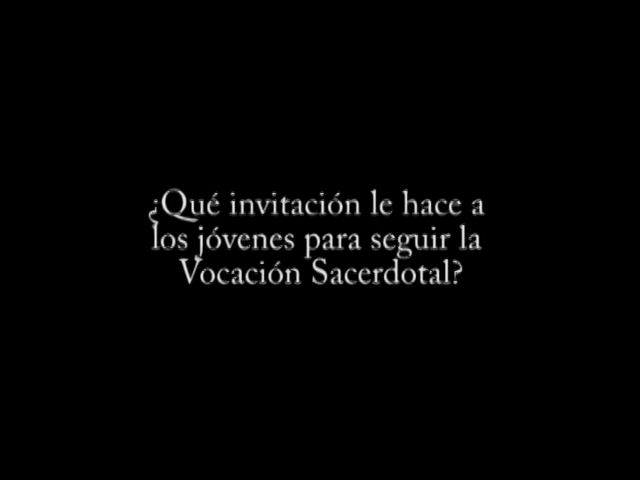 ¿Qué invitación le hace a
los jóvenes para seguir la
Vocación Sacerdotal?